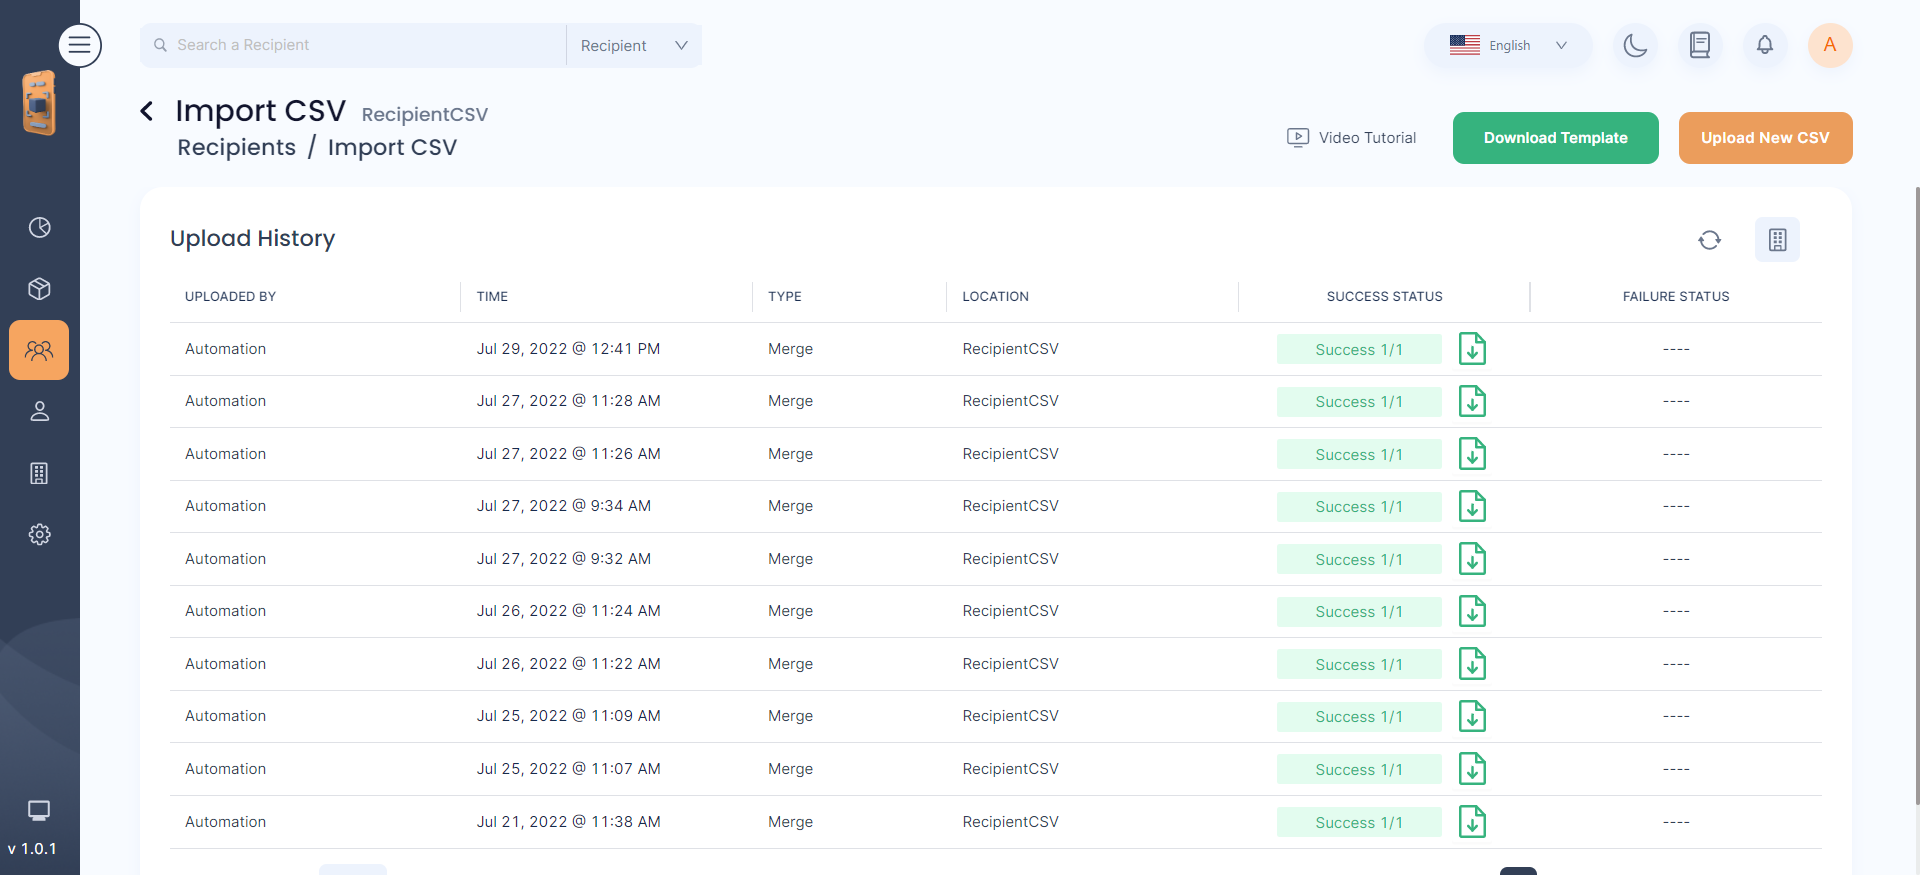 Search a Recipient
Recipient
English
A
Import CSV RecipientCSV
Recipients / Import CSV
Video Tutorial
Download Template
Upload New CSV
Upload History
UPLOADED BY TIME TYPE LOCATION SUCCESS STATUS FAILURE STATUS
Automation Jul 29, 2022 @ 12:41 PM Merge RecipientCSV Success 1/1 ----
Automation Jul 27, 2022 @ 11:28 AM Merge RecipientCSV Success 1/1 ----
Automation Jul 27, 2022 @ 11:26 AM Merge RecipientCSV Success 1/1 ----
Automation Jul 27, 2022 @ 9:34 AM Merge RecipientCSV Success 1/1 ----
Automation Jul 27, 2022 @ 9:32 AM Merge RecipientCSV Success 1/1 ----
Automation Jul 26, 2022 @ 11:24 AM Merge RecipientCSV Success 1/1 ----
Automation Jul 26, 2022 @ 11:22 AM Merge RecipientCSV Success 1/1 ----
Automation Jul 25, 2022 @ 11:09 AM Merge RecipientCSV Success 1/1 ----
Automation Jul 25, 2022 @ 11:07 AM Merge RecipientCSV Success 1/1 ----
Automation Jul 21, 2022 @ 11:38 AM Merge RecipientCSV Success 1/1 ----
v 1.0.1